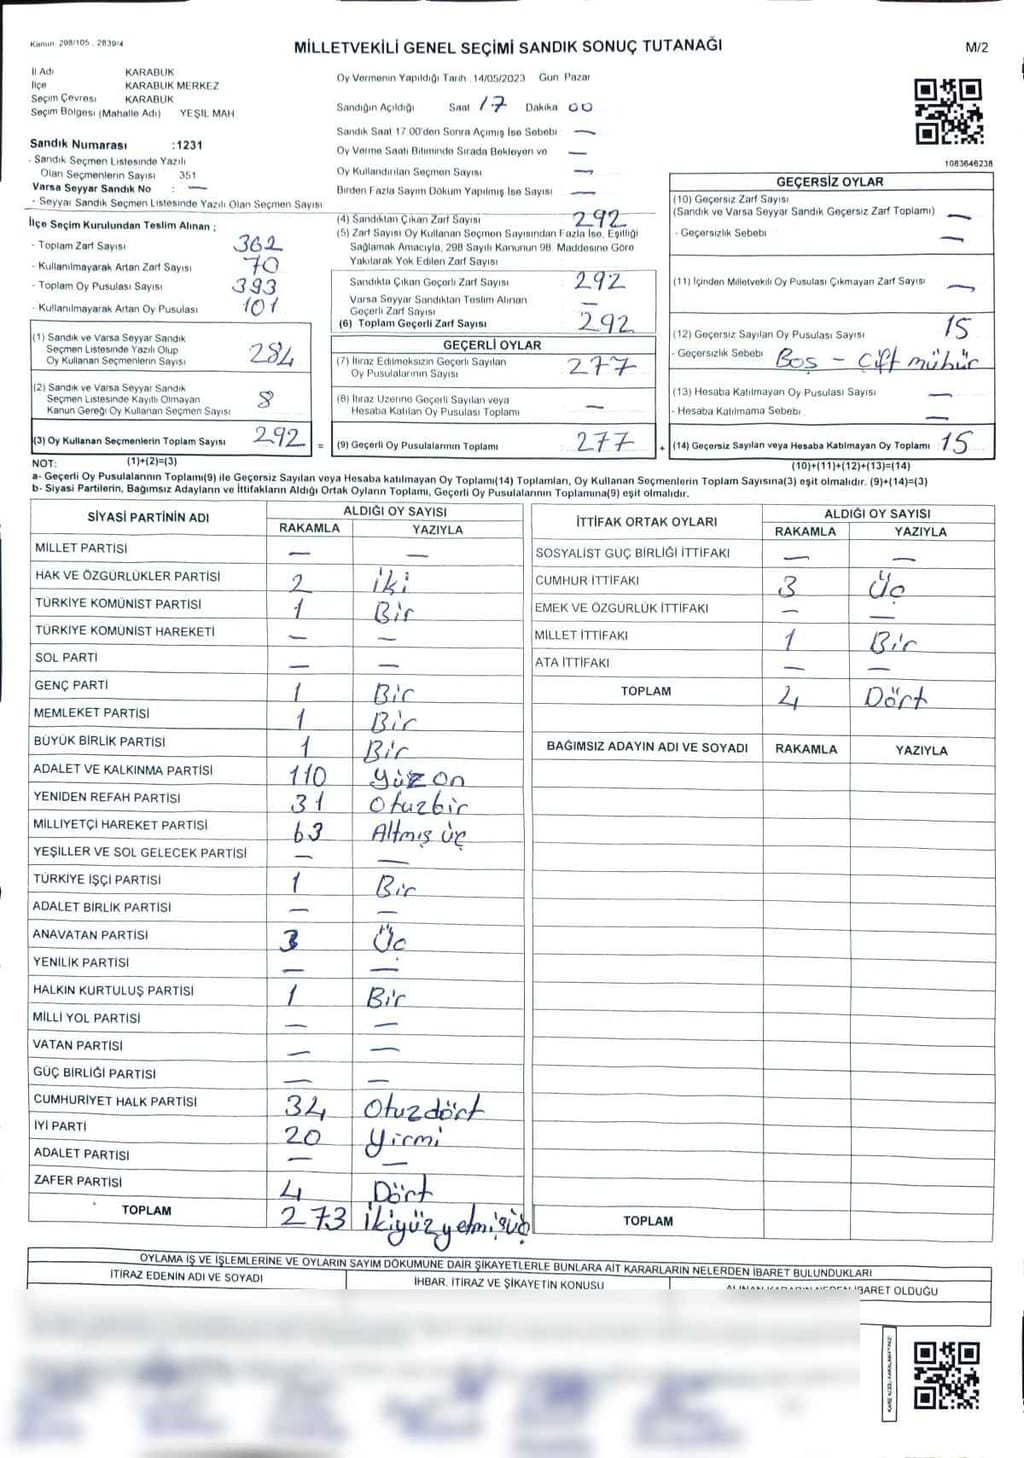 Kanun: 298/105 , 2839/4
MİLLETVEKİLİ GENEL SEÇİMİ SANDIK SONUÇ TUTANAĞI
M/2
İl Adı KARABÜK
İlçe KARABÜK MERKEZ
Seçim Çevresi KARABÜK
Seçim Bölgesi (Mahalle Adı) YEŞİL MAH
Sandık Numarası :1231
- Sandık Seçmen Listesinde Yazılı
Olan Seçmenlerin Sayısı 351
Varsa Seyyar Sandık No : —
- Seyyar Sandık Seçmen Listesinde Yazılı Olan Seçmen Sayısı
Oy Vermenin Yapıldığı Tarih 14/05/2023 Gün Pazar
Sandığın Açıldığı Saat 17 Dakika 00
Sandık Saat 17 00'den Sonra Açımış İse Sebebi —
Oy Verme Saati Bitiminde Sırada Bekleyen ve —
Oy Kullandırılan Seçmen Sayısı —
Birden Fazla Sayım Döküm Yapılmış İse Sayısı —
1083646238
İlçe Seçim Kurulundan Teslim Alınan ;
- Toplam Zarf Sayısı 362
- Kullanılmayarak Artan Zarf Sayısı 70
- Toplam Oy Pusulası Sayısı 393
- Kullanılmayarak Artan Oy Pusulası 101
(1) Sandık ve Varsa Seyyar Sandık
Seçmen Listesinde Yazılı Olup
Oy Kullanan Seçmenlerin Sayısı 284
(2) Sandık ve Varsa Seyyar Sandık
Seçmen Listesinde Kayıtlı Olmayan
Kanun Gereği Oy Kullanan Seçmen Sayısı 8
(3) Oy Kullanan Seçmenlerin Toplam Sayısı 292 =
(4) Sandıktan Çıkan Zarf Sayısı 292
(5) Zarf Sayısı Oy Kullanan Seçmen Sayısından Fazla İse, Eşitliği
Sağlamak Amacıyla, 298 Sayılı Kanunun 98. Maddesine Göre
Yakılarak Yok Edilen Zarf Sayısı
Sandıkta Çıkan Geçerli Zarf Sayısı 292
Varsa Seyyar Sandıktan Teslim Alınan
Geçerli Zarf Sayısı —
(6) Toplam Geçerli Zarf Sayısı 292
GEÇERLİ OYLAR
(7) İtiraz Edilmeksizin Geçerli Sayılan
Oy Pusulalarının Sayısı 277
(8) İtiraz Üzerine Geçerli Sayılan veya
Hesaba Katılan Oy Pusulası Toplamı —
(9) Geçerli Oy Pusulalarının Toplamı 277 +
GEÇERSİZ OYLAR
(10) Geçersiz Zarf Sayısı
(Sandık ve Varsa Seyyar Sandık Geçersiz Zarf Toplamı) —
- Geçersizlik Sebebi —
(11) İçinden Milletvekili Oy Pusulası Çıkmayan Zarf Sayısı —
(12) Geçersiz Sayılan Oy Pusulası Sayısı 15
- Geçersizlik Sebebi Boş - Çift mühür
(13) Hesaba Katılmayan Oy Pusulası Sayısı —
- Hesaba Katılmama Sebebi —
(14) Geçersiz Sayılan veya Hesaba Katılmayan Oy Toplamı 15
NOT: (1)+(2)=(3)
(10)+(11)+(12)+(13)=(14)
a- Geçerli Oy Pusulalarının Toplamı(9) ile Geçersiz Sayılan veya Hesaba Katılmayan Oy Toplamı(14) Toplamları, Oy Kullanan Seçmenlerin Toplam Sayısına(3) eşit olmalıdır. (9)+(14)=(3)
b- Siyasi Partilerin, Bağımsız Adayların ve İttifakların Aldığı Ortak Oyların Toplamı, Geçerli Oy Pusulalarının Toplamına(9) eşit olmalıdır.
SİYASİ PARTİNİN ADI ALDIĞI OY SAYISI
RAKAMLA YAZIYLA
MİLLET PARTİSİ — —
HAK VE ÖZGÜRLÜKLER PARTİSİ 2 iki
TÜRKİYE KOMÜNİST PARTİSİ 1 Bir
TÜRKİYE KOMÜNİST HAREKETİ — —
SOL PARTİ — —
GENÇ PARTİ 1 Bir
MEMLEKET PARTİSİ 1 Bir
BÜYÜK BİRLİK PARTİSİ 1 Bir
ADALET VE KALKINMA PARTİSİ 110 Yüz On
YENİDEN REFAH PARTİSİ 31 Otuzbir
MİLLİYETÇİ HAREKET PARTİSİ 63 Altmış üç
YEŞİLLER VE SOL GELECEK PARTİSİ — —
TÜRKİYE İŞÇİ PARTİSİ 1 Bir
ADALET BİRLİK PARTİSİ — —
ANAVATAN PARTİSİ 3 Üç
YENİLİK PARTİSİ — —
HALKIN KURTULUŞ PARTİSİ 1 Bir
MİLLİ YOL PARTİSİ — —
VATAN PARTİSİ — —
GÜÇ BİRLİĞİ PARTİSİ — —
CUMHURİYET HALK PARTİSİ 34 Otuzdört
İYİ PARTİ 20 Yirmi
ADALET PARTİSİ — —
ZAFER PARTİSİ 4 Dört
TOPLAM 273 ikiyüzyetmişüç
İTTİFAK ORTAK OYLARI ALDIĞI OY SAYISI
RAKAMLA YAZIYLA
SOSYALİST GÜÇ BİRLİĞİ İTTİFAKI — —
CUMHUR İTTİFAKI 3 Üç
EMEK VE ÖZGÜRLÜK İTTİFAKI — —
MİLLET İTTİFAKI 1 Bir
ATA İTTİFAKI — —
TOPLAM 4 Dört
BAĞIMSIZ ADAYIN ADI VE SOYADI RAKAMLA YAZIYLA
TOPLAM
OYLAMA İŞ VE İŞLEMLERİNE VE OYLARIN SAYIM DÖKÜMÜNE DAİR ŞİKAYETLERLE BUNLARA AİT KARARLARIN NELERDEN İBARET BULUNDUKLARI
İTİRAZ EDENİN ADI VE SOYADI İHBAR, İTİRAZ VE ŞİKAYETİN KONUSU İBARET OLDUĞU